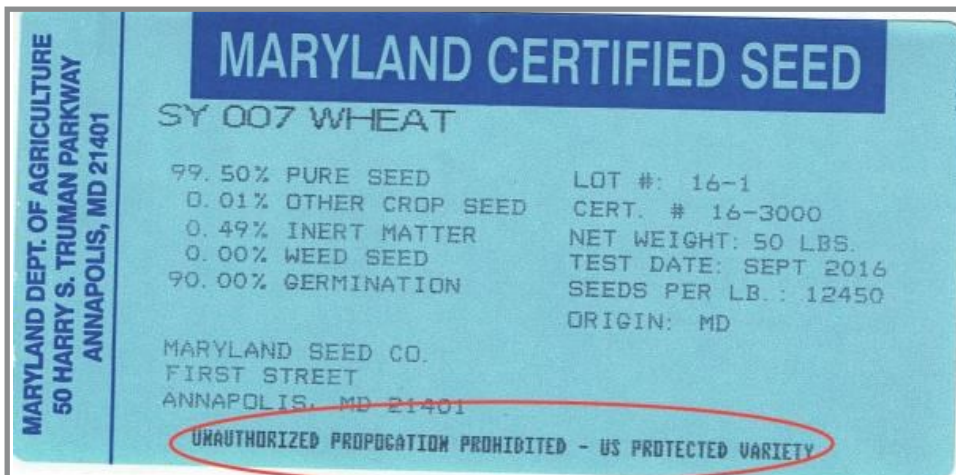 MARYLAND DEPT. OF AGRICULTURE
50 HARRY S. TRUMAN PARKWAY
ANNAPOLIS, MD 21401
MARYLAND CERTIFIED SEED
SY 007 WHEAT
99.50% PURE SEED
0.01% OTHER CROP SEED
0.49% INERT MATTER
0.00% WEED SEED
90.00% GERMINATION
LOT #: 16-1
CERT. # 16-3000
NET WEIGHT: 50 LBS.
TEST DATE: SEPT 2016
SEEDS PER LB.: 12450
ORIGIN: MD
MARYLAND SEED CO.
FIRST STREET
ANNAPOLIS, MD 21401
UNAUTHORIZED PROPOGATION PROHIBITED - US PROTECTED VARIETY